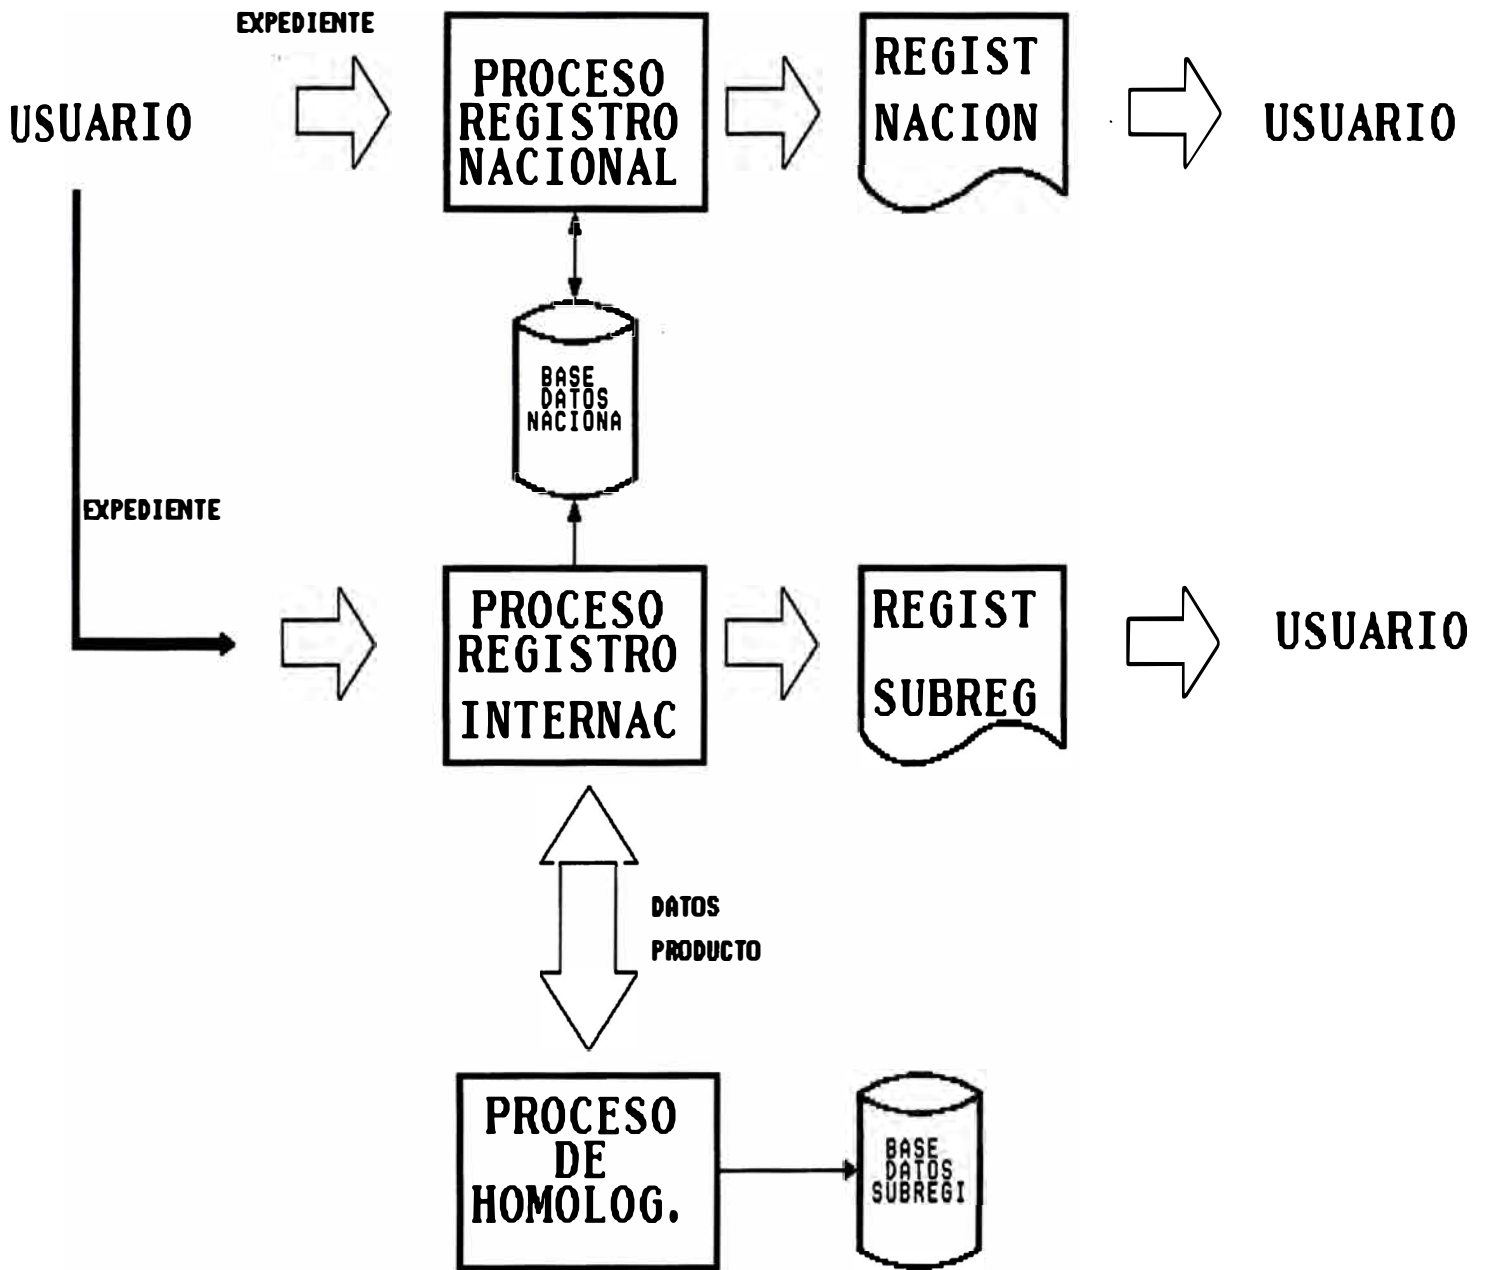 EXPEDIENTE
USUARIO
PROCESO
REGISTRO
NACIONAL
REGIST
NACION
USUARIO
BASE
DATOS
NACIONA
EXPEDIENTE
PROCESO
REGISTRO
INTERNAC
REGIST
SUBREG
USUARIO
DATOS
PRODUCTO
PROCESO
DE
HOMOLOG.
BASE
DATOS
SUBREGI